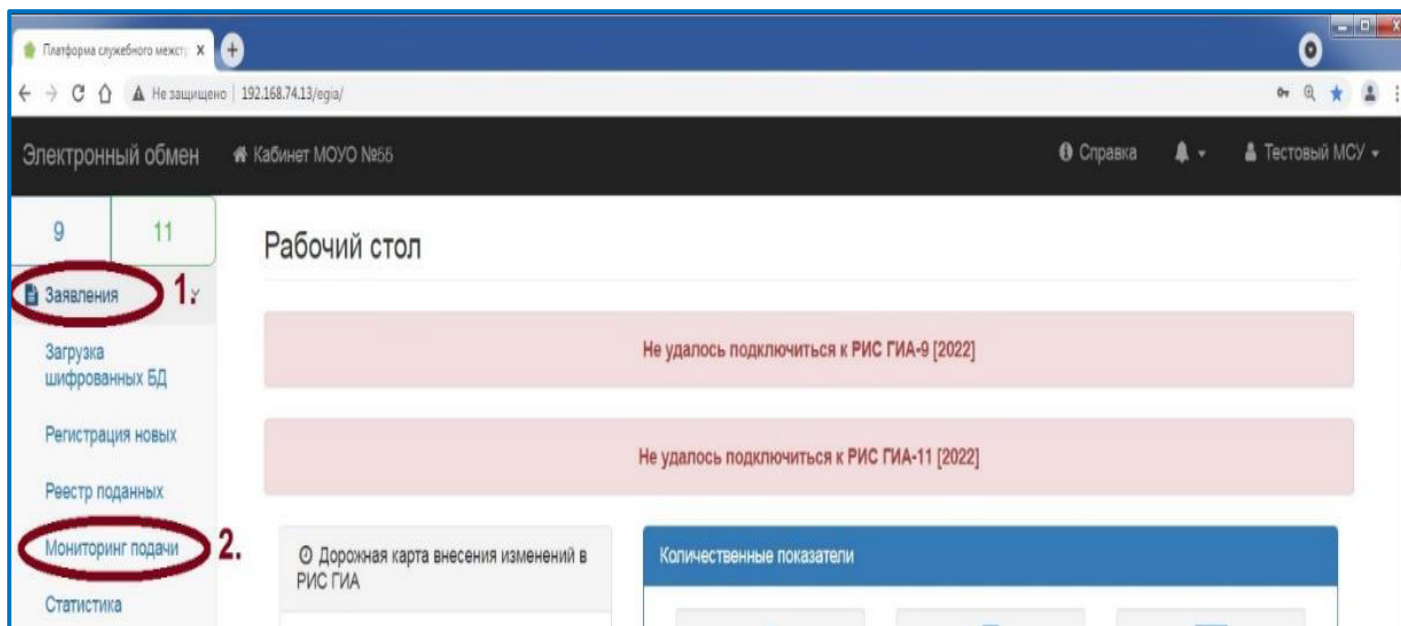 Платформа служебного межст
Не защищено | 192.168.74.13/egia/
Электронный обмен Кабинет МОУО №55 Справка Тестовый МСУ
9 11
Рабочий стол
Заявления 1.
Не удалось подключиться к РИС ГИА-9 [2022]
Загрузка
шифрованных БД
Регистрация новых
Не удалось подключиться к РИС ГИА-11 [2022]
Реестр поданных
Мониторинг подачи 2.
Дорожная карта внесения изменений в
РИС ГИА
Количественные показатели
Статистика